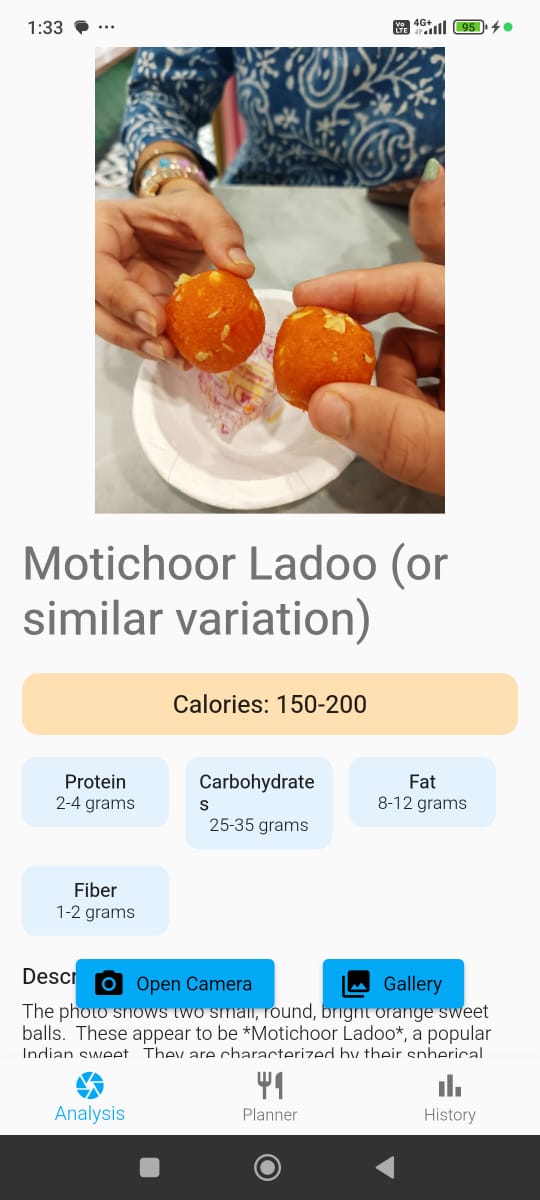 1:33 ... Vo LTE 4G+ 95
Motichoor Ladoo (or
similar variation)
Calories: 150-200
Protein
2-4 grams
Carbohydrate
s
25-35 grams
Fat
8-12 grams
Fiber
1-2 grams
Descr
Open Camera
Gallery
The photo shows two small, round, bright orange sweet
balls. These appear to be *Motichoor Ladoo*, a popular
Indian sweet. They are characterized by their spherical
Analysis
Planner
History